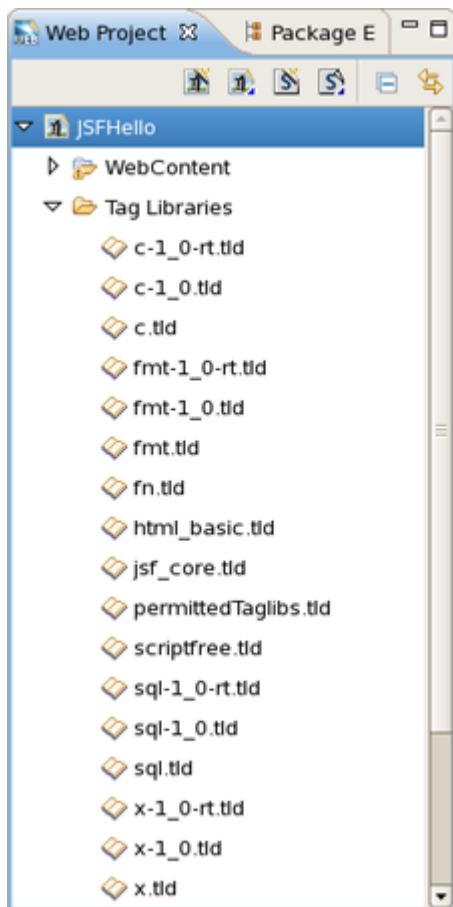 Web Project Package E
JSFHello
WebContent
Tag Libraries
c-1_0-rt.tld
c-1_0.tld
c.tld
fmt-1_0-rt.tld
fmt-1_0.tld
fmt.tld
fn.tld
html_basic.tld
jsf_core.tld
permittedTaglibs.tld
scriptfree.tld
sql-1_0-rt.tld
sql-1_0.tld
sql.tld
x-1_0-rt.tld
x-1_0.tld
x.tld